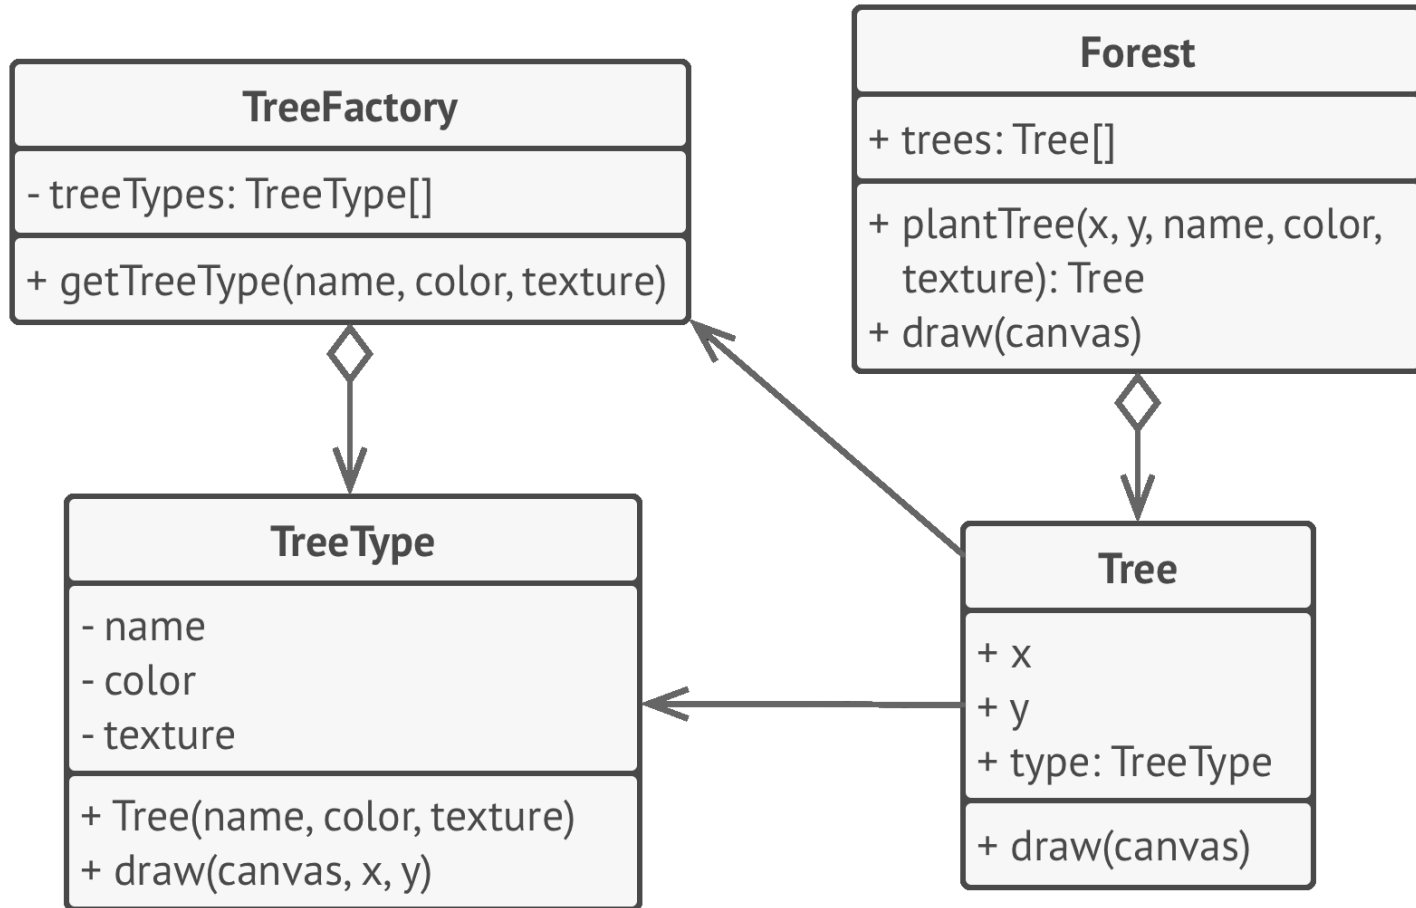 TreeFactory
- treeTypes: TreeType[]
+ getTreeType(name, color, texture)
Forest
+ trees: Tree[]
+ plantTree(x, y, name, color,
texture): Tree
+ draw(canvas)
TreeType
- name
- color
- texture
+ Tree(name, color, texture)
+ draw(canvas, x, y)
Tree
+ x
+ y
+ type: TreeType
+ draw(canvas)